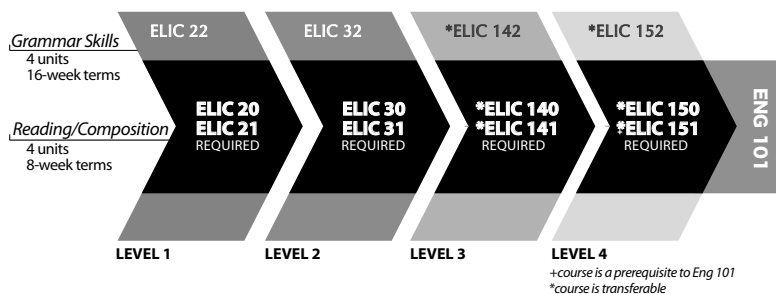 Grammar Skills
4 units
16-week terms
Reading/Composition
4 units
8-week terms
ELIC 22
ELIC 20
ELIC 21
REQUIRED
LEVEL 1
ELIC 32
ELIC 30
ELIC 31
REQUIRED
LEVEL 2
*ELIC 142
*ELIC 140
*ELIC 141
REQUIRED
LEVEL 3
*ELIC 152
*ELIC 150
ELIC 151
REQUIRED
LEVEL 4
ENG 101
+course is a prerequisite to Eng 101
*course is transferable